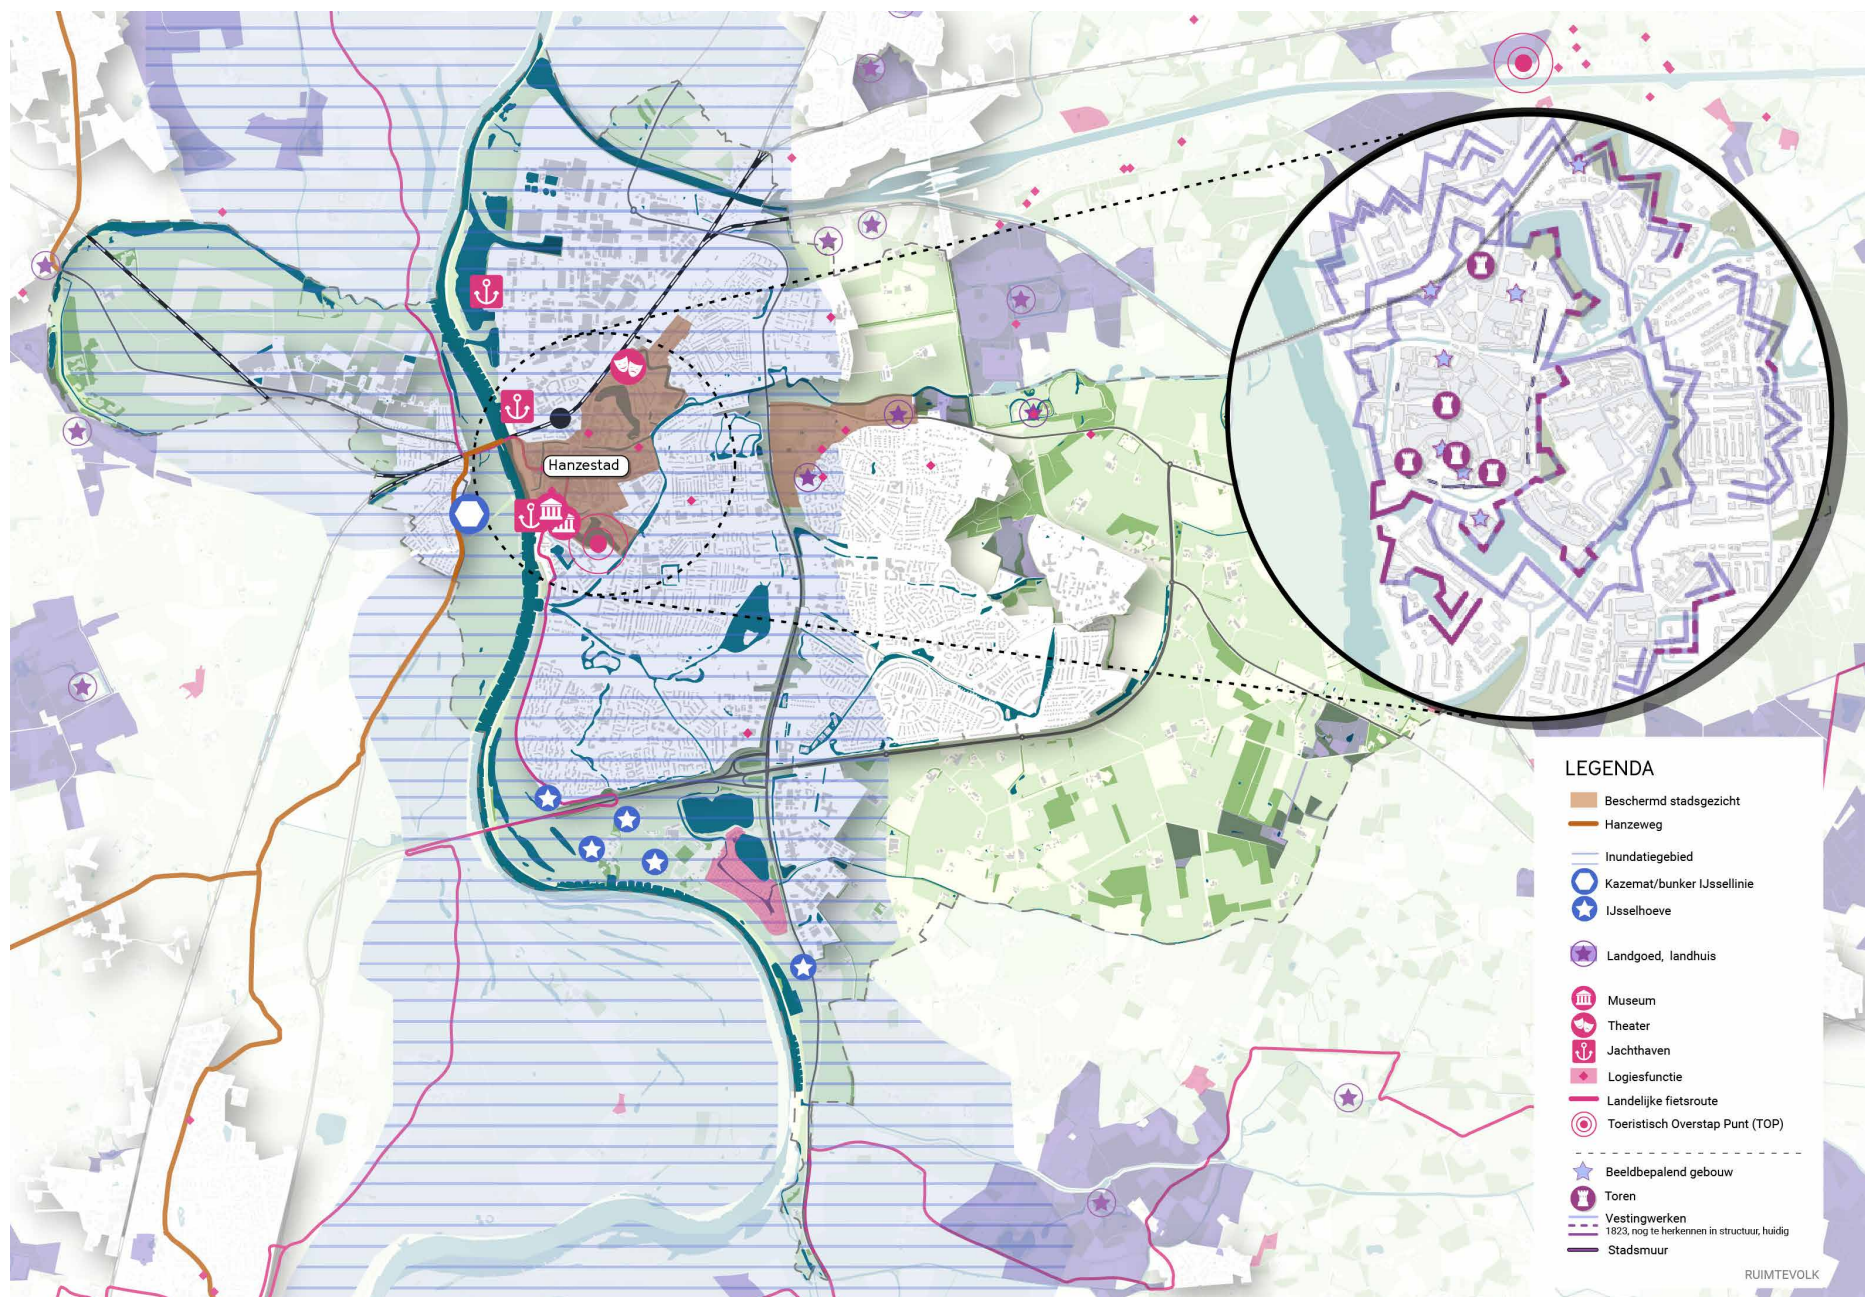 Hanzestad
LEGENDA
Beschermd stadsgezicht
Hanzeweg
Inundatiegebied
Kazemat/bunker IJssellinie
IJsselhoeve
Landgoed, landhuis
Museum
Theater
Jachthaven
Logiesfunctie
Landelijke fietsroute
Toeristisch Overstap Punt (TOP)
Beeldbepalend gebouw
Toren
Vestingwerken
1823, nog te herkennen in structuur, huidig
Stadsmuur
RUIMTEVOLK